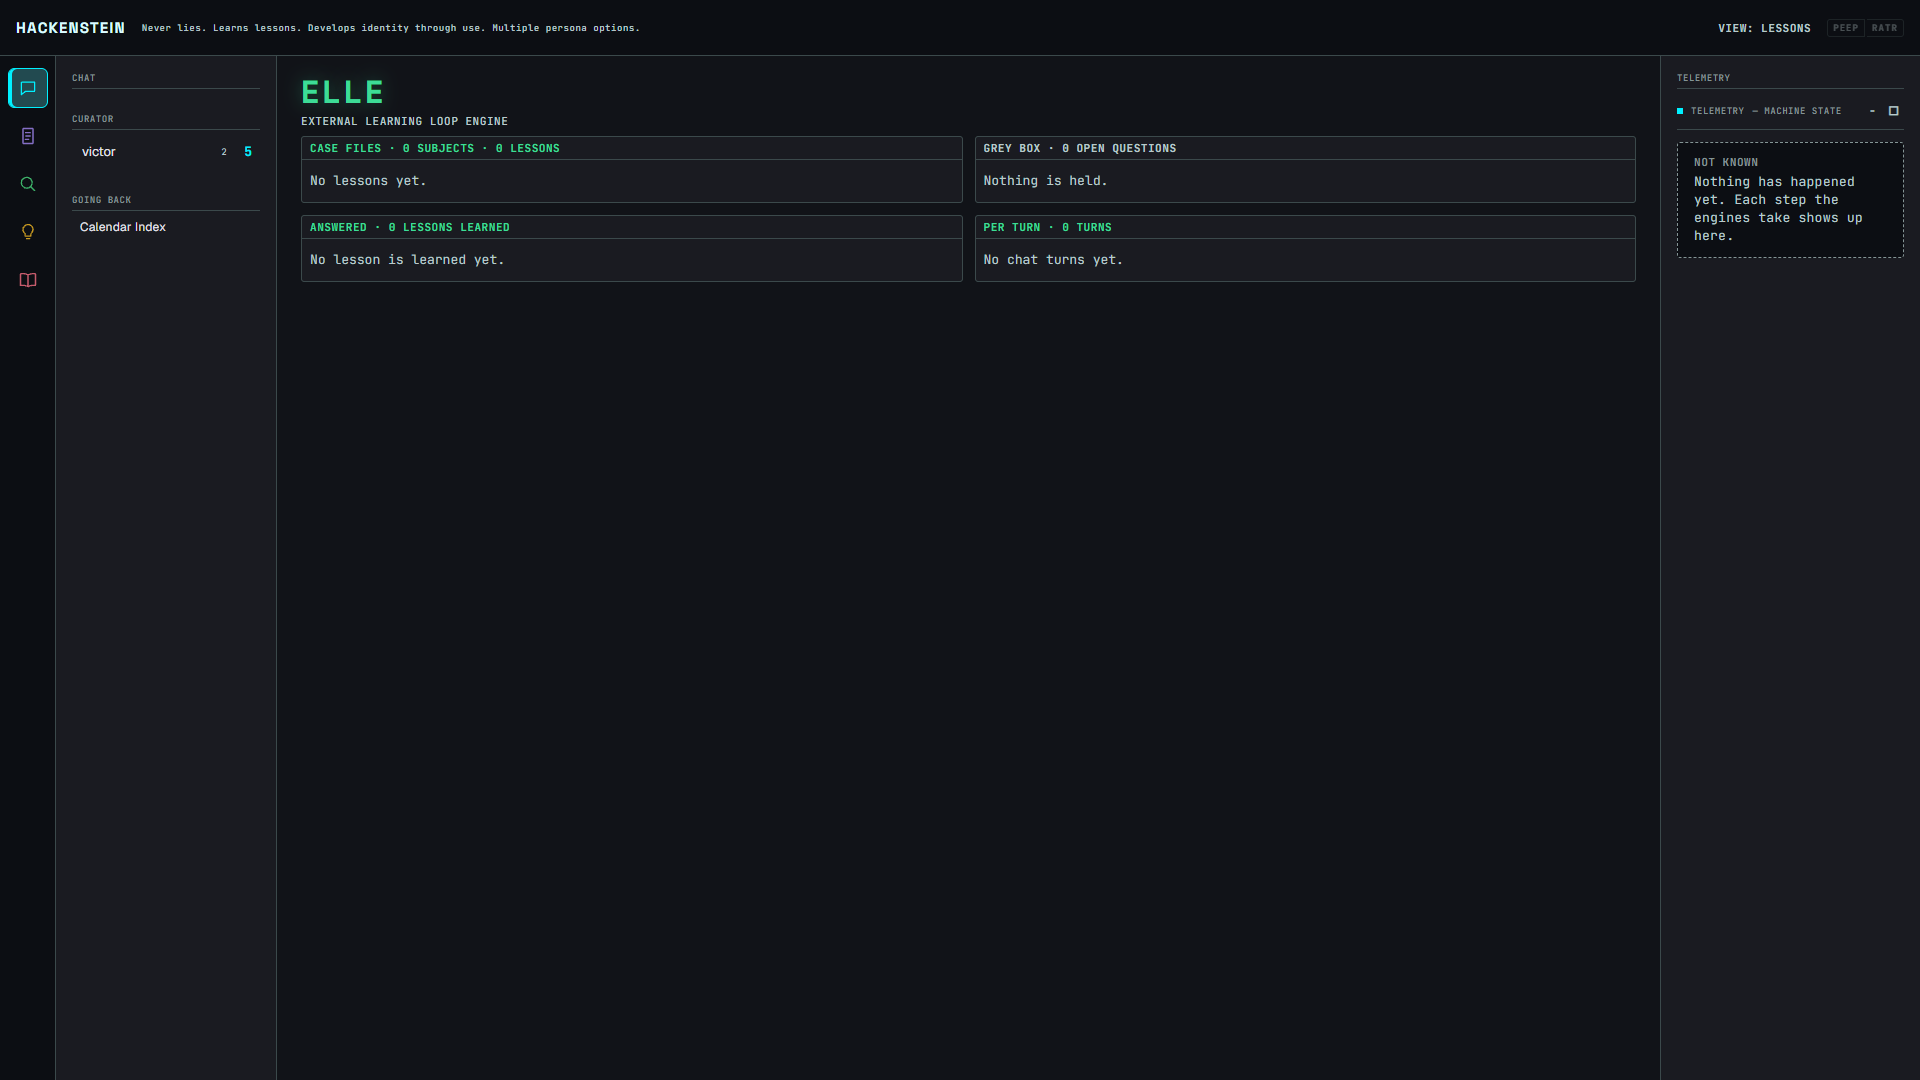 HACKENSTEIN
Never lies. Learns lessons. Develops identity through use. Multiple persona options.
VIEW: LESSONS
PEEP RATR
CHAT
CURATOR
victor 2 5
GOING BACK
Calendar Index
ELLE
EXTERNAL LEARNING LOOP ENGINE
CASE FILES · 0 SUBJECTS · 0 LESSONS
No lessons yet.
GREY BOX · 0 OPEN QUESTIONS
Nothing is held.
ANSWERED · 0 LESSONS LEARNED
No lesson is learned yet.
PER TURN · 0 TURNS
No chat turns yet.
TELEMETRY
TELEMETRY — MACHINE STATE
NOT KNOWN
Nothing has happened
yet. Each step the
engines take shows up
here.